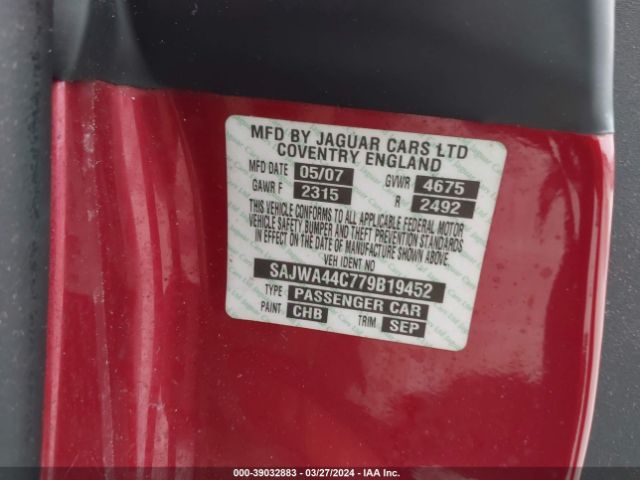 MFD BY JAGUAR CARS LTD
COVENTRY ENGLAND
MFD DATE 05/07 GVWR 4675
GAWR F 2315 R 2492
THIS VEHICLE CONFORMS TO ALL APPLICABLE FEDERAL MOTOR
VEHICLE SAFETY BUMPER AND THEFT PREVENTION STANDARDS
IN EFFECT ON THE DATE OF MANUFACTURE SHOWN ABOVE.
VEH IDENT NO
SAJWA44C779B19452
TYPE PASSENGER CAR
PAINT CHB TRIM SEP
000-39032883 / 03/27/2024 - IAA Inc.